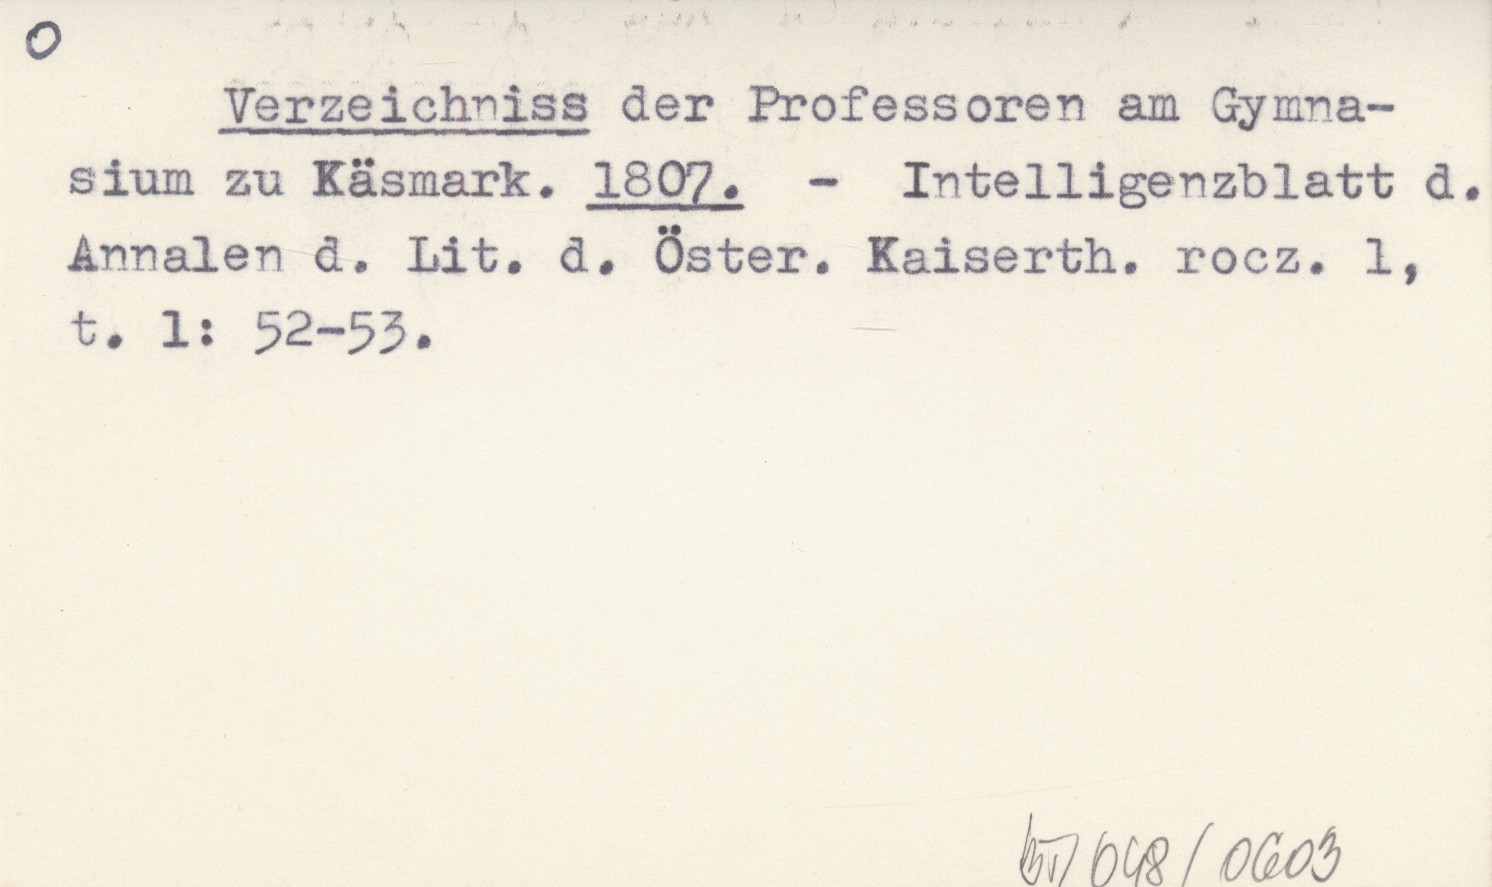 O
Verzeichniss der Professoren am Gymna-
sium zu Käsmark. 1807. - Intelligenzblatt d.
Annalen d. Lit. d. Öster. Kaiserth. rocz. 1,
t. 1: 52-53.
048/0603